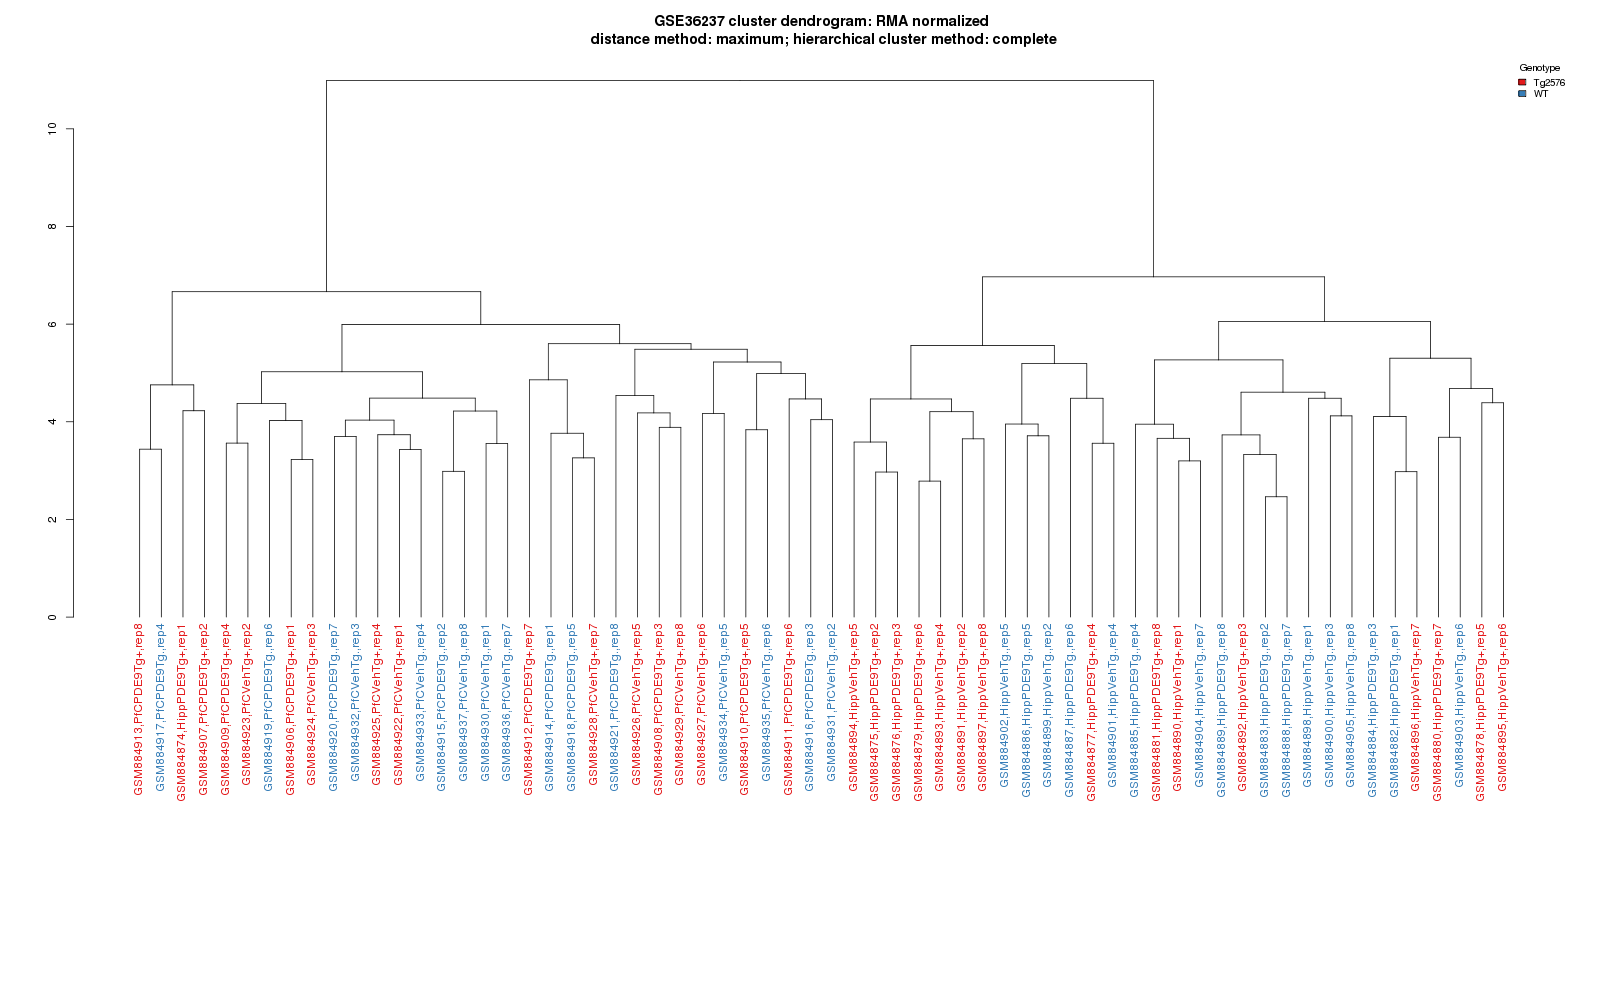 GSE36237 cluster dendrogram: RMA normalized
distance method: maximum; hierarchical cluster method: complete
Genotype
Tg2576
WT
10
8
6
4
2
0
GSM884913,PfCPDE9Tg+,rep8
GSM884917,PfCPDE9Tg,,rep4
GSM884874,HippPDE9Tg+,rep1
GSM884907,PfCPDE9Tg+,rep2
GSM884909,PfCPDE9Tg+,rep4
GSM884923,PfCVehTg+,rep2
GSM884919,PfCPDE9Tg,,rep6
GSM884906,PfCPDE9Tg+,rep1
GSM884924,PfCVehTg+,rep3
GSM884920,PfCPDE9Tg,,rep7
GSM884932,PfCVehTg,,rep3
GSM884925,PfCVehTg+,rep4
GSM884922,PfCVehTg+,rep1
GSM884933,PfCVehTg,,rep4
GSM884915,PfCPDE9Tg,,rep2
GSM884937,PfCVehTg,,rep8
GSM884930,PfCVehTg,,rep1
GSM884936,PfCVehTg,,rep7
GSM884912,PfCPDE9Tg+,rep7
GSM884914,PfCPDE9Tg,,rep1
GSM884918,PfCPDE9Tg,,rep5
GSM884928,PfCVehTg+,rep7
GSM884921,PfCPDE9Tg,,rep8
GSM884926,PfCVehTg+,rep5
GSM884908,PfCPDE9Tg+,rep3
GSM884929,PfCVehTg+,rep8
GSM884927,PfCVehTg+,rep6
GSM884934,PfCVehTg,,rep5
GSM884910,PfCPDE9Tg+,rep5
GSM884935,PfCVehTg,,rep6
GSM884911,PfCPDE9Tg+,rep6
GSM884916,PfCPDE9Tg,,rep3
GSM884931,PfCVehTg,,rep2
GSM884894,HippVehTg+,rep5
GSM884875,HippPDE9Tg+,rep2
GSM884876,HippPDE9Tg+,rep3
GSM884879,HippPDE9Tg+,rep6
GSM884893,HippVehTg+,rep4
GSM884891,HippVehTg+,rep2
GSM884897,HippVehTg+,rep8
GSM884902,HippVehTg,,rep5
GSM884886,HippPDE9Tg,,rep5
GSM884899,HippVehTg,,rep2
GSM884887,HippPDE9Tg,,rep6
GSM884877,HippPDE9Tg+,rep4
GSM884901,HippVehTg,,rep4
GSM884885,HippPDE9Tg,,rep4
GSM884881,HippPDE9Tg+,rep8
GSM884890,HippVehTg+,rep1
GSM884904,HippVehTg,,rep7
GSM884889,HippPDE9Tg,,rep8
GSM884892,HippVehTg+,rep3
GSM884883,HippPDE9Tg,,rep2
GSM884888,HippPDE9Tg,,rep7
GSM884898,HippVehTg,,rep1
GSM884900,HippVehTg,,rep3
GSM884905,HippVehTg,,rep8
GSM884884,HippPDE9Tg,,rep3
GSM884882,HippPDE9Tg,,rep1
GSM884896,HippVehTg+,rep7
GSM884880,HippPDE9Tg+,rep7
GSM884903,HippVehTg,,rep6
GSM884878,HippPDE9Tg+,rep5
GSM884895,HippVehTg+,rep6